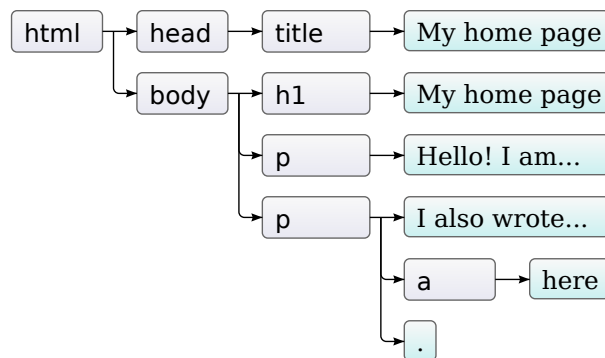 html head title My home page
body h1 My home page
p Hello! I am...
p I also wrote...
a here
.